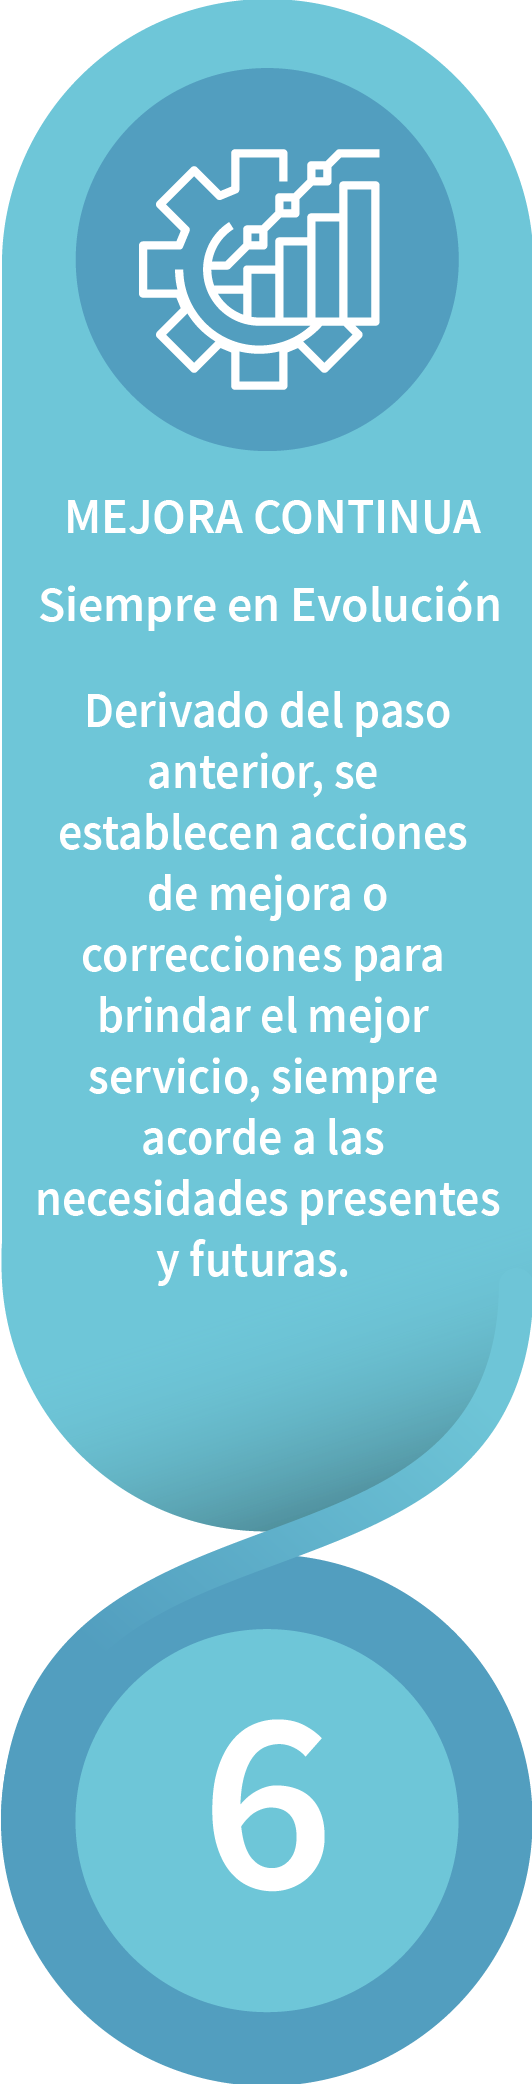 MEJORA CONTINUA
Siempre en Evolución
Derivado del paso
anterior, se
establecen acciones
de mejora o
correcciones para
brindar el mejor
servicio, siempre
acorde a las
necesidades presentes
y futuras.
6